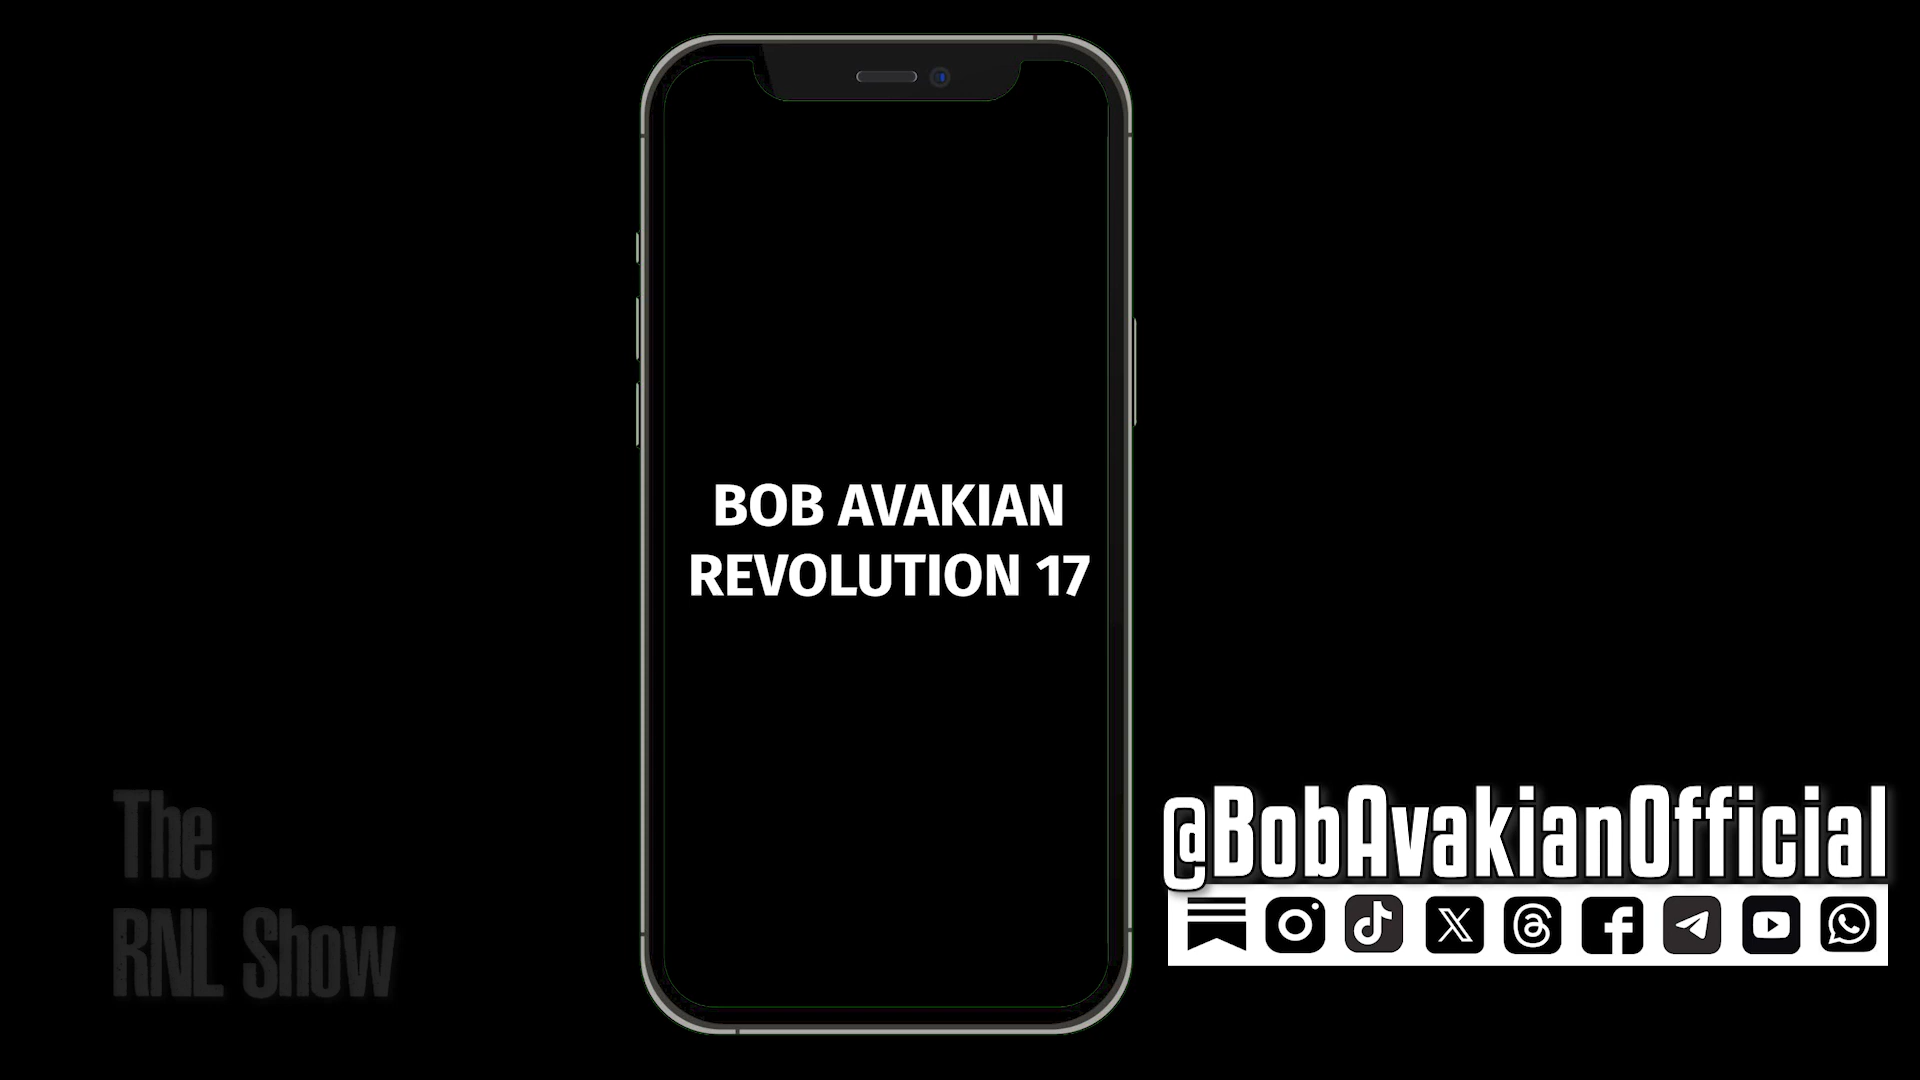 BOB AVAKIAN
REVOLUTION 17
The
RNL Show
@BobAvakianOfficial